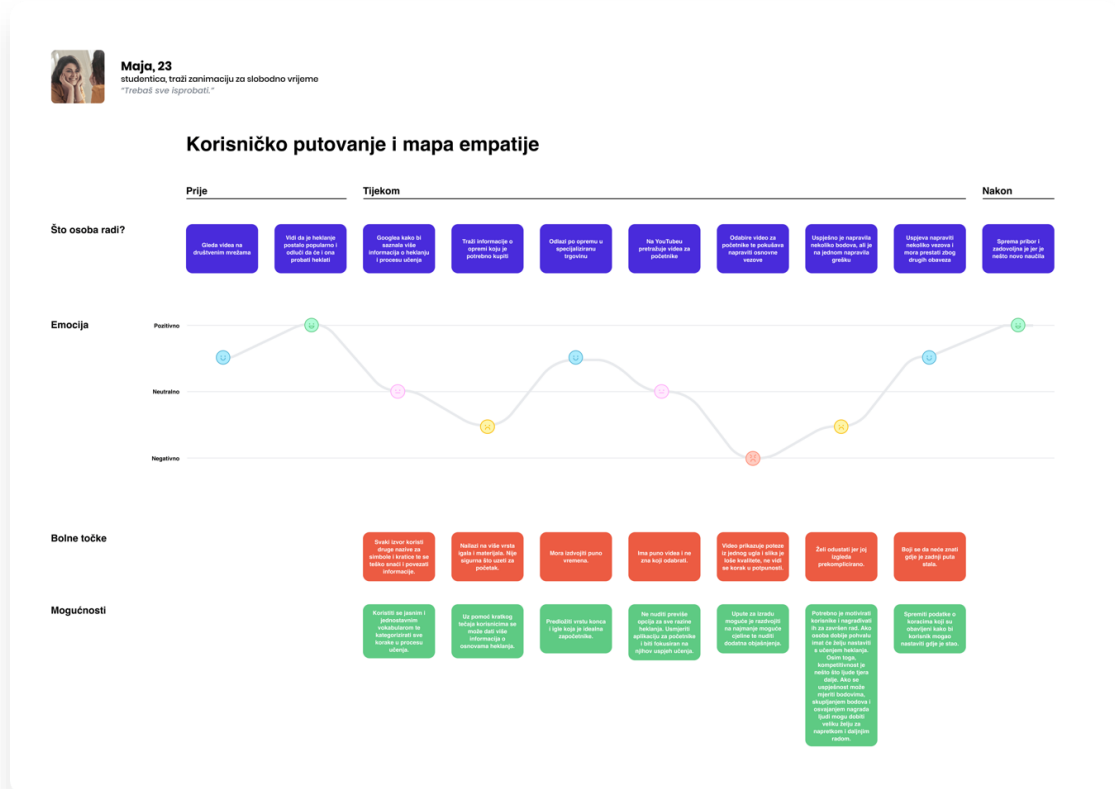 Maja, 23
studentica, traži zanimaciju za slobodno vrijeme
"Trebaš sve isprobati."
Korisničko putovanje i mapa empatije
Prije
Tijekom
Nakon
Što osoba radi?
Gleda videa na
društvenim mrežama
Vidi da je heklanje
postalo popularno i
odluči da će i ona
probati heklati
Googlea kako bi
saznala više
informacija o heklanju
i procesu učenja
Traži informacije o
opremi koju je
potrebno kupiti
Odlazi po opremu u
specijaliziranu
trgovinu
Na YouTubeu
pretražuje videa za
početnike
Odabire video za
početnike te pokušava
napraviti osnovne
vezove
Uspješno je napravila
nekoliko bodova, ali je
na jednom napravila
grešku
Uspjeva napraviti
nekoliko vezova i
mora prestati zbog
drugih obaveza
Sprema pribor i
zadovoljna je jer je
nešto novo naučila
Emocija
Pozitivno
Neutralno
Negativno
Bolne točke
Svaki izvor koristi
druge nazive za
simbole i kratice te se
teško snaći i povezati
informacije.
Nailazi na više vrsta
igala i materijala. Nije
sigurna što uzeti za
početak.
Mora izdvojiti puno
vremena.
Ima puno videa i ne
zna koji odabrati.
Video prikazuje poteze
iz jednog ugla i slika je
loše kvalitete, ne vidi
se korak u potpunosti.
Želi odustati jer joj
izgleda
prekomplicirano.
Boji se da neće znati
gdje je zadnji puta
stala.
Mogućnosti
Koristiti se jasnim i
jednostavnim
vokabularom te
kategorizirati sve
korake u procesu
učenja.
Uz pomoć kratkog
tečaja korisnicima se
može dati više
informacija o
osnovama heklanja.
Predložiti vrstu konca
i igle koja je idealna
započetnike.
Ne nuditi previše
opcija za sve razine
heklanja. Usmjeriti
aplikaciju za početnike
i biti fokusiran na
njihov uspjeh učenja.
Upute za izradu
moguće je razdvojiti
na najmanje moguće
cjeline te nuditi
dodatna objašnjenja.
Potrebno je motivirati
korisnike i nagrađivati
ih za završen rad. Ako
osoba dobije pohvalu
imat će želju nastaviti
s učenjem heklanja.
Osim toga,
kompetitivnost je
nešto što ljude tjera
dalje. Ako se
uspješnost može
mjeriti bodovima,
skupljanjem bodova i
osvajanjem nagrada
ljudi mogu dobiti
veliku želju za
napretkom i daljnjim
radom.
Spremiti podatke o
koracima koji su
obavljeni kako bi
korisnik mogao
nastaviti gdje je stao.